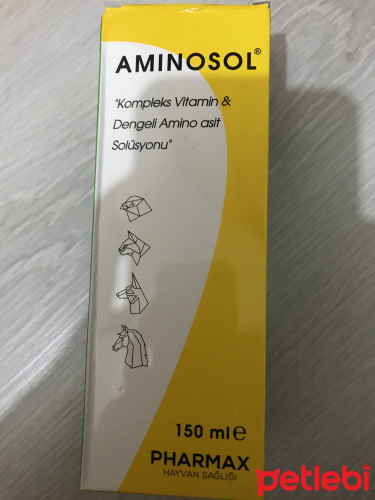 AMINOSOL®
"Kompleks Vitamin &
Dengeli Amino asit
Solüsyonu"
150 ml e
PHARMAX
HAYVAN SAĞLIĞI
petlebi